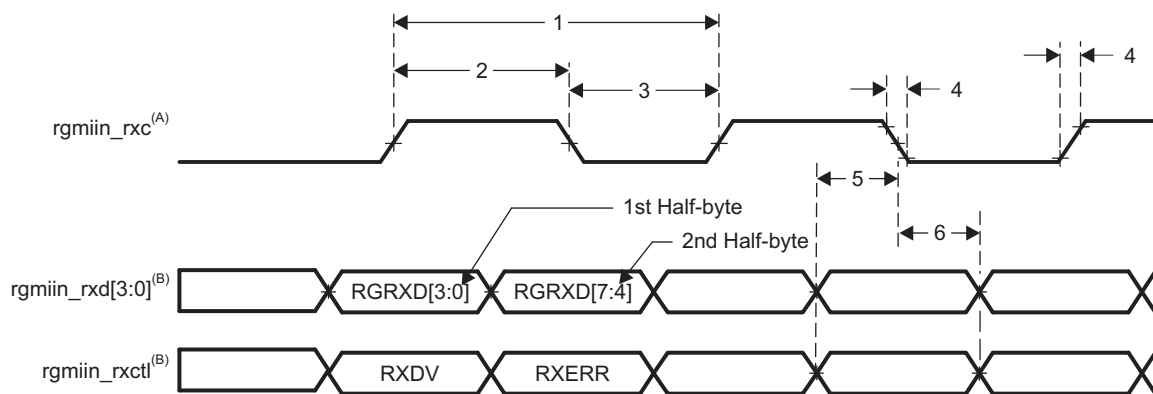 1
2
3
4
4
rgmiin_rxc(A)
5
1st Half-byte
6
2nd Half-byte
rgmiin_rxd[3:0](B)
RGRXD[3:0]
RGRXD[7:4]
rgmiin_rxctl(B)
RXDV
RXERR